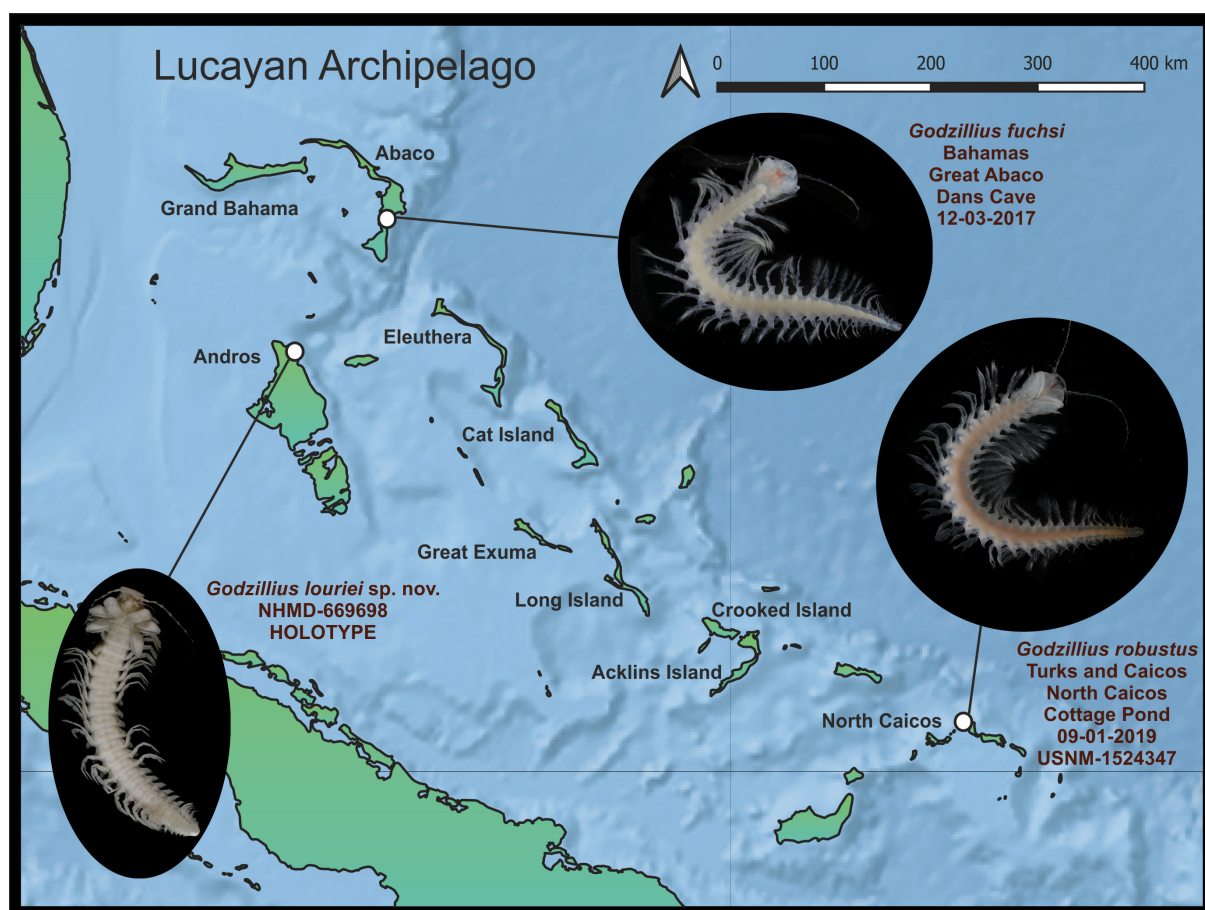 Lucayan Archipelago
0 100 200 300 400 km
Godzillius fuchsi
Bahamas
Great Abaco
Dans Cave
12-03-2017
Abaco
Grand Bahama
Eleuthera
Andros
Cat Island
Great Exuma
Long Island
Crooked Island
Acklins Island
North Caicos
Godzillius louriei sp. nov.
NHMD-669698
HOLOTYPE
Godzillius robustus
Turks and Caicos
North Caicos
Cottage Pond
09-01-2019
USNM-1524347